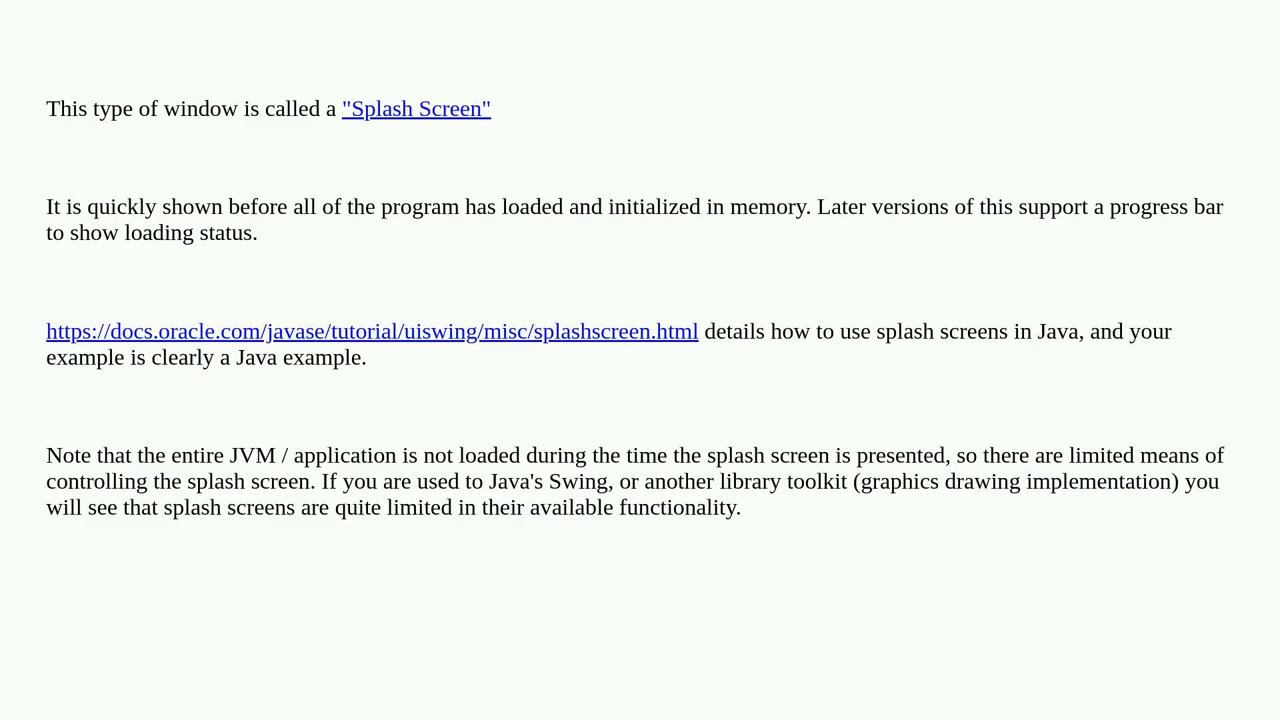 This type of window is called a "Splash Screen"
It is quickly shown before all of the program has loaded and initialized in memory. Later versions of this support a progress bar
to show loading status.
https://docs.oracle.com/javase/tutorial/uiswing/misc/splashscreen.html details how to use splash screens in Java, and your
example is clearly a Java example.
Note that the entire JVM / application is not loaded during the time the splash screen is presented, so there are limited means of
controlling the splash screen. If you are used to Java's Swing, or another library toolkit (graphics drawing implementation) you
will see that splash screens are quite limited in their available functionality.